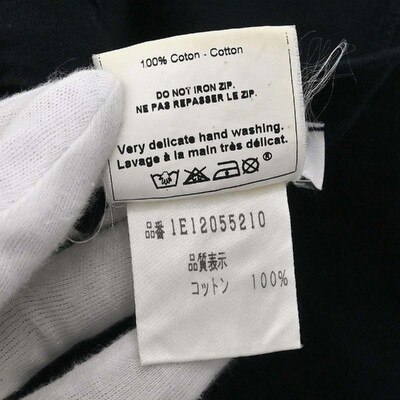 100% Coton - Cotton
DO NOT IRON ZIP.
NE PAS REPASSER LE ZIP.
Very delicate hand washing.
Lavage à la main très délicat.
®
品番 1E12055210
品質表示
コットン 100%